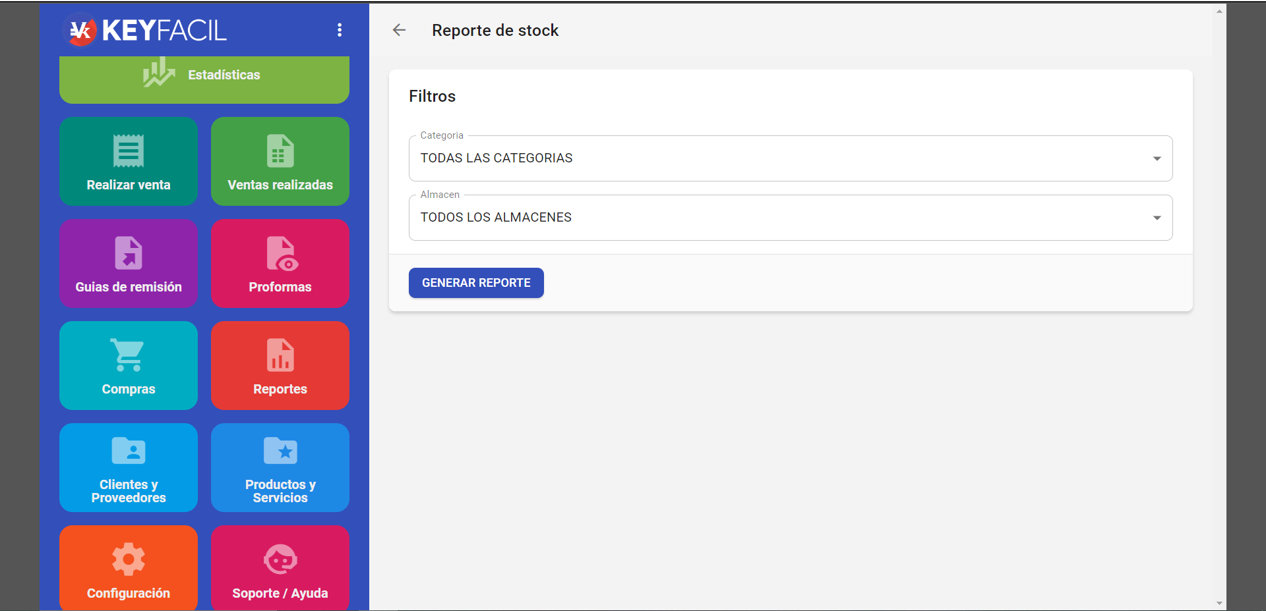 KEYFACIL
Estadísticas
Realizar venta
Ventas realizadas
Guias de remisión
Proformas
Compras
Reportes
Clientes y
Proveedores
Productos y
Servicios
Configuración
Soporte / Ayuda
Reporte de stock
Filtros
Categoria
TODAS LAS CATEGORIAS
Almacen
TODOS LOS ALMACENES
GENERAR REPORTE